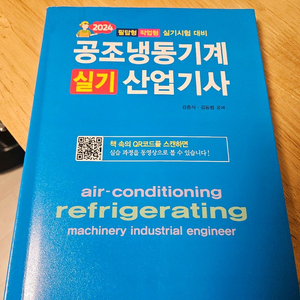 2024 필답형 작업형 실기시험 대비
공조냉동기계
실기 산업기사
책 속의 QR코드를 스캔하면
실습 과정을 동영상으로 볼 수 있습니다!
air-conditioning
refrigerating
machinery industrial engineer